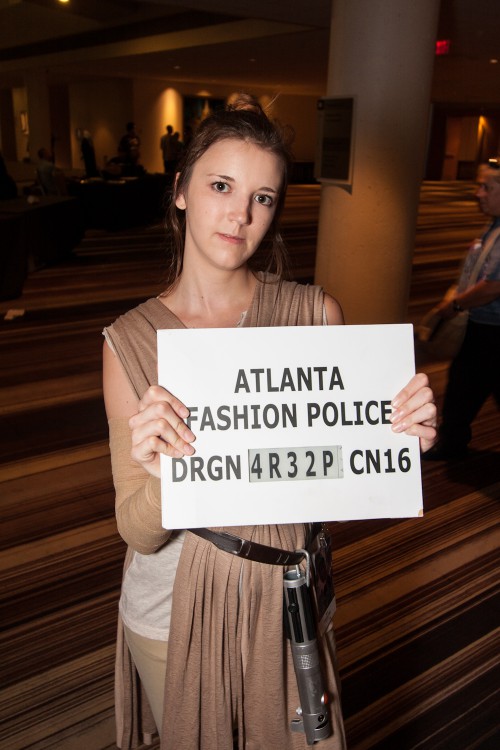 ATLANTA
FASHION POLICE
DRGN 4R32P CN16